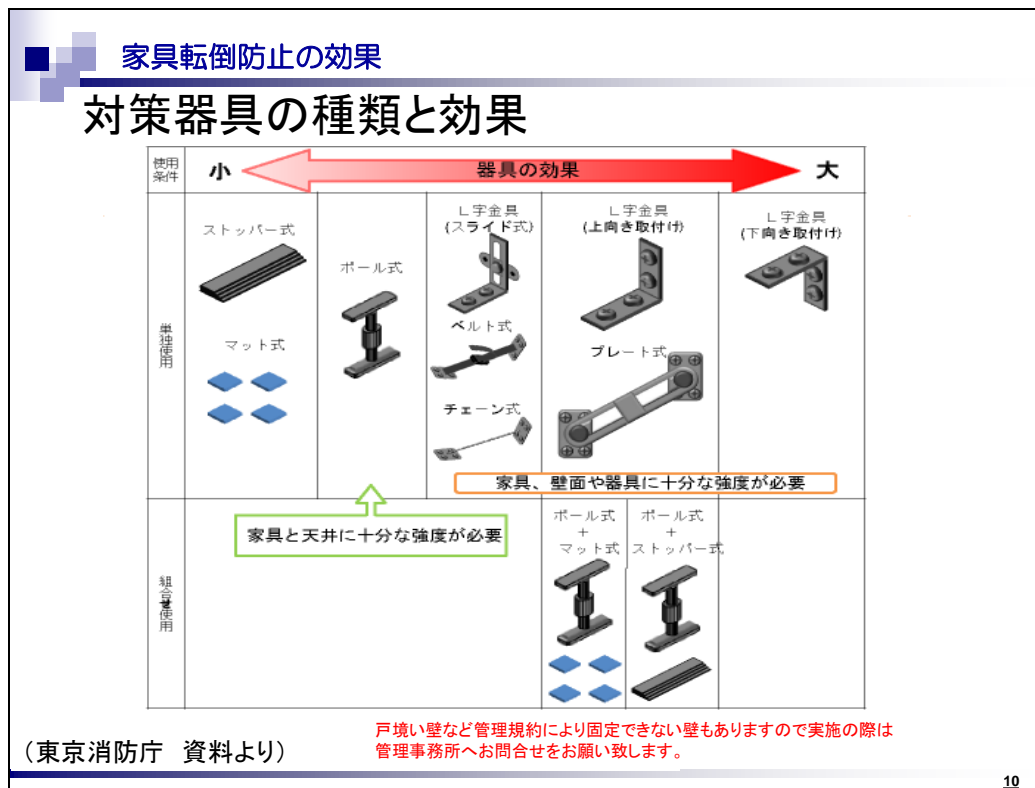 家具転倒防止の効果
対策器具の種類と効果
使用
条件
小
器具の効果
大
単独使用
ストッパー式
マット式
ポール式
L字金具
(スライド式)
ベルト式
チェーン式
L字金具
(上向き取付け)
プレート式
L字金具
(下向き取付け)
家具、壁面や器具に十分な強度が必要
家具と天井に十分な強度が必要
組合せ使用
ポール式
+
マット式
ポール式
+
ストッパー式
戸境い壁など管理規約により固定できない壁もありますので実施の際は
管理事務所へお問合せをお願い致します。
(東京消防庁 資料より)
10